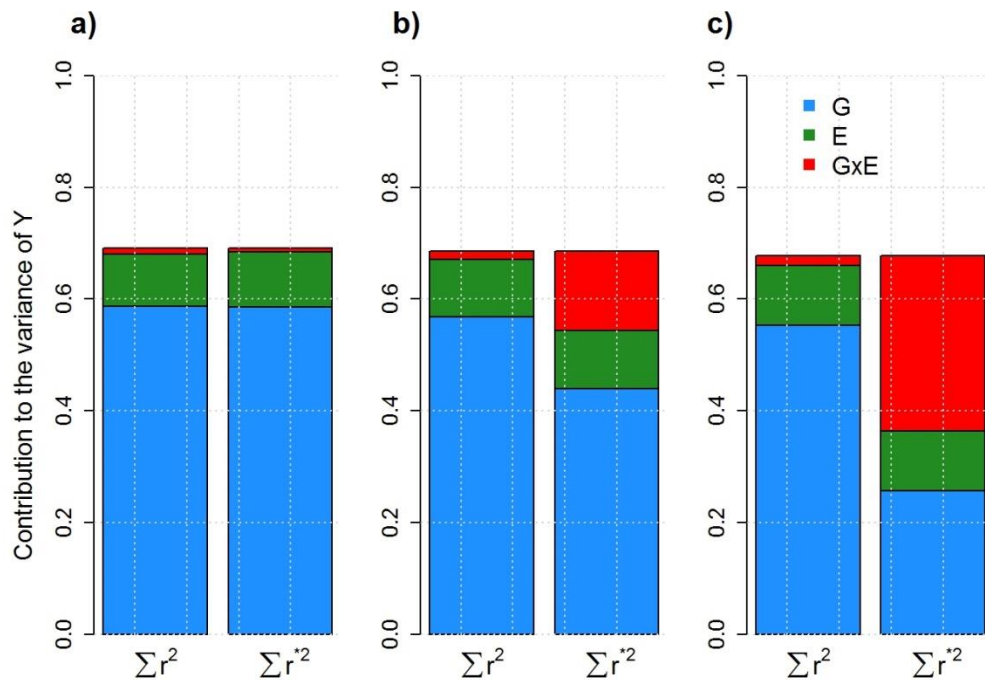 a)
b)
c)
Contribution to the variance of Y
1.0
0.8
0.6
0.4
0.2
0.0
∑r²
∑r*²
1.0
0.8
0.6
0.4
0.2
0.0
∑r²
∑r*²
1.0
0.8
0.6
0.4
0.2
0.0
G
E
GxE
∑r²
∑r*²